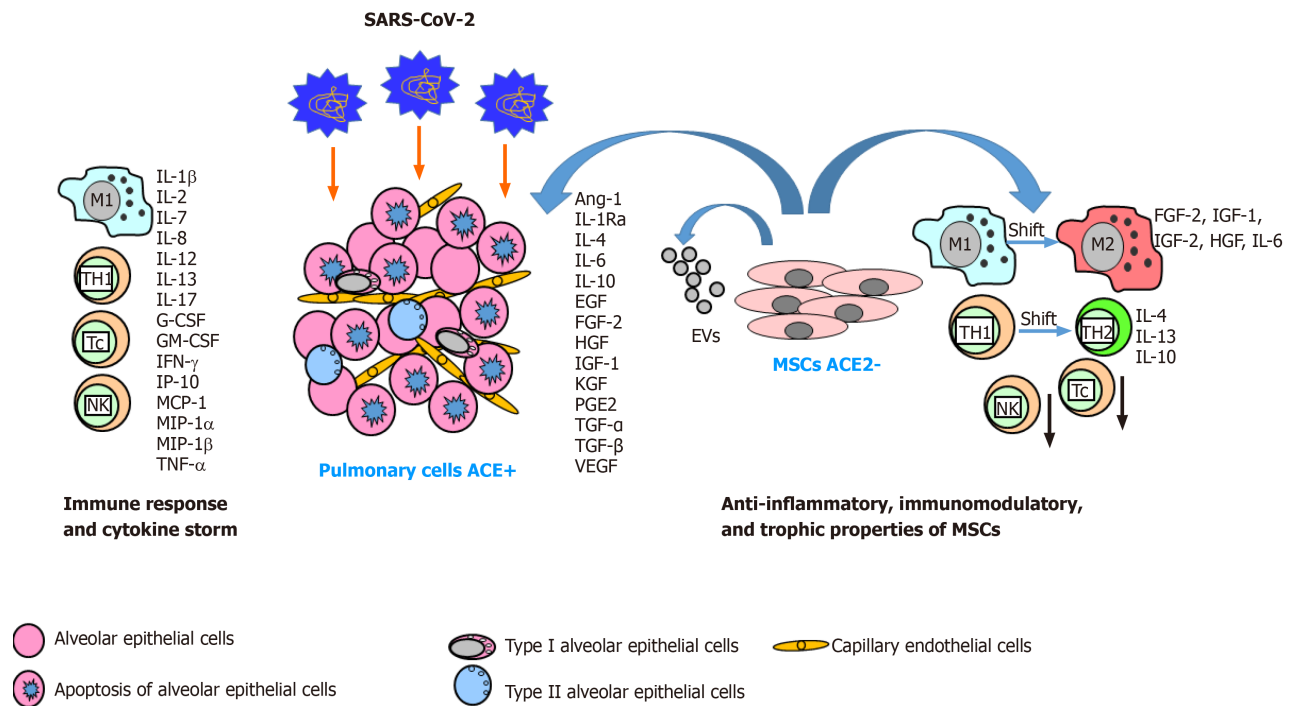 SARS-CoV-2
M1
TH1
Tc
NK
IL-1β
IL-2
IL-7
IL-8
IL-12
IL-13
IL-17
G-CSF
GM-CSF
IFN-γ
IP-10
MCP-1
MIP-1α
MIP-1β
TNF-α
Immune response
and cytokine storm
Pulmonary cells ACE+
Ang-1
IL-1Ra
IL-4
IL-6
IL-10
EGF
FGF-2
HGF
IGF-1
KGF
PGE2
TGF-α
TGF-β
VEGF
EVs
MSCs ACE2-
M1
Shift
M2
FGF-2, IGF-1,
IGF-2, HGF, IL-6
TH1
Shift
TH2
IL-4
IL-13
IL-10
NK
Tc
Anti-inflammatory, immunomodulatory,
and trophic properties of MSCs
Alveolar epithelial cells
Apoptosis of alveolar epithelial cells
Type I alveolar epithelial cells
Type II alveolar epithelial cells
Capillary endothelial cells